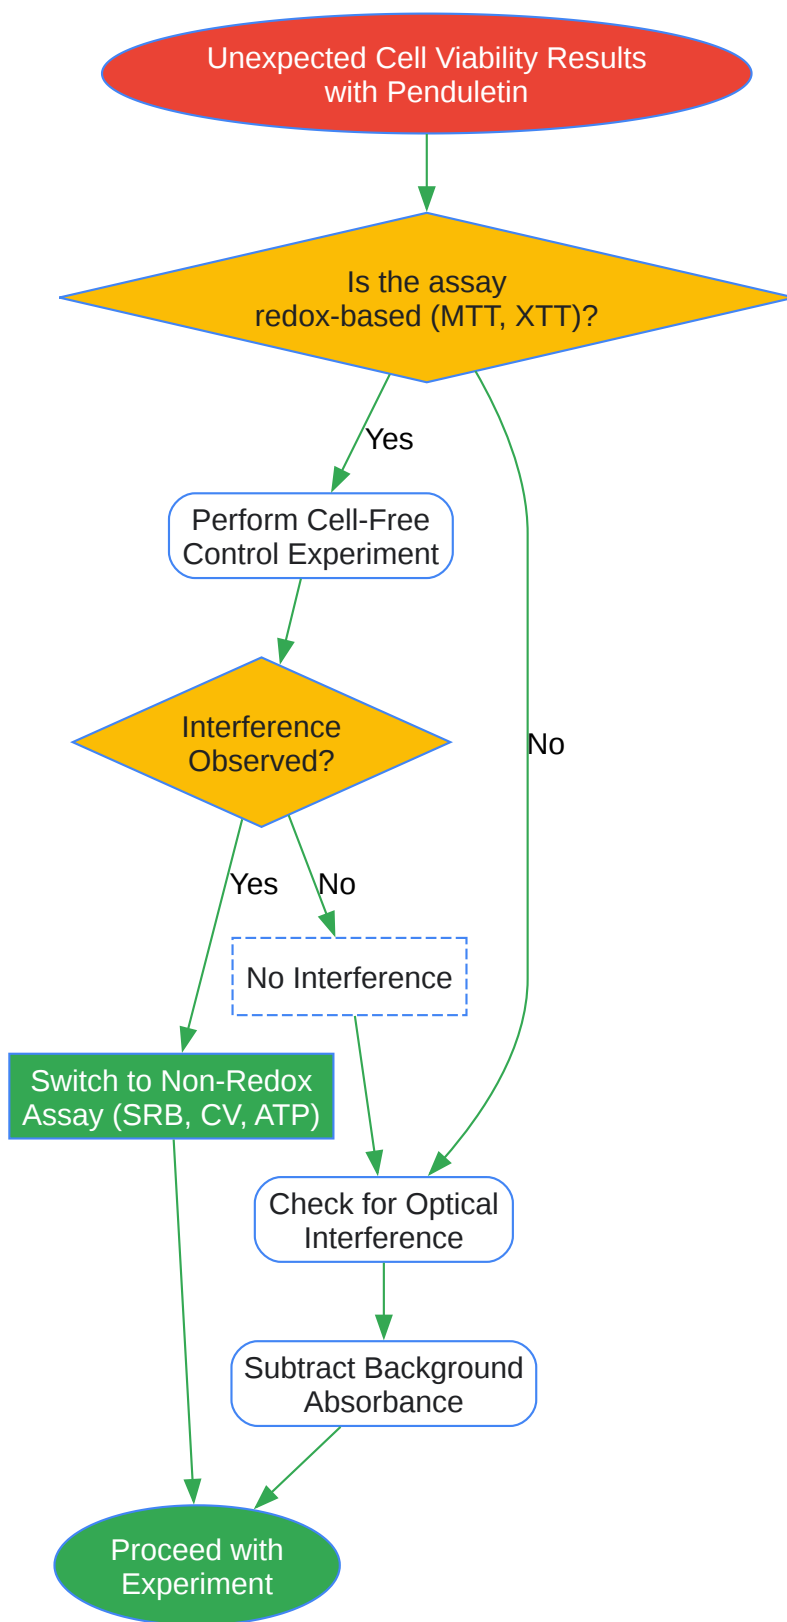 Unexpected Cell Viability Results
with Penduletin
Is the assay
redox-based (MTT, XTT)?
Yes
Perform Cell-Free
Control Experiment
Interference
Observed?
No
Yes
No
No Interference
Switch to Non-Redox
Assay (SRB, CV, ATP)
Check for Optical
Interference
Subtract Background
Absorbance
Proceed with
Experiment